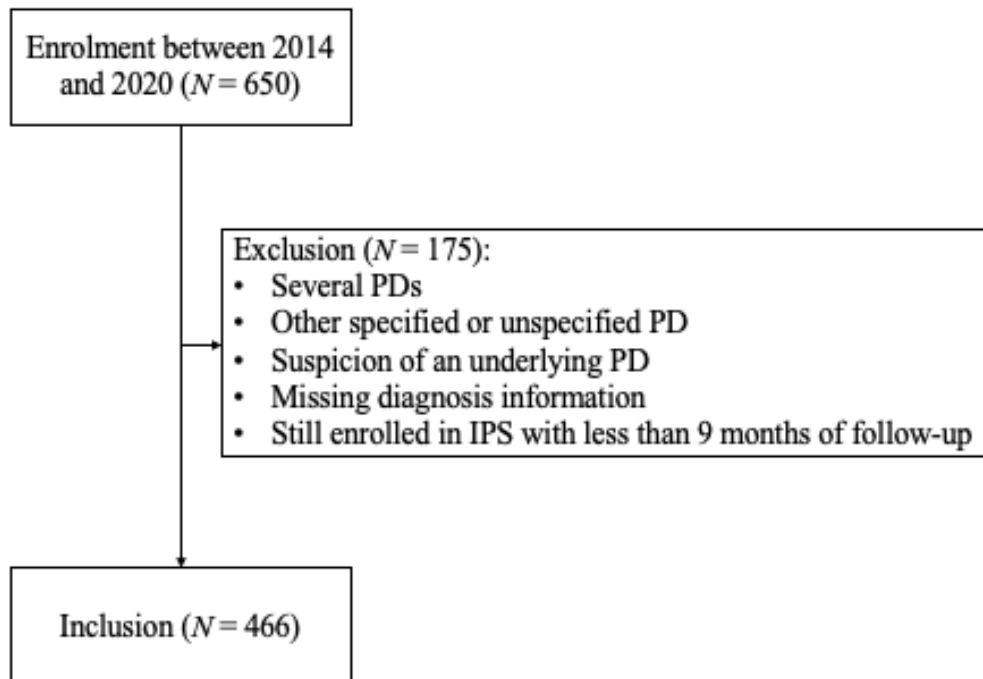 Enrolment between 2014
and 2020 (N = 650)
Exclusion (N = 175):
• Several PDs
• Other specified or unspecified PD
• Suspicion of an underlying PD
• Missing diagnosis information
• Still enrolled in IPS with less than 9 months of follow-up
Inclusion (N = 466)